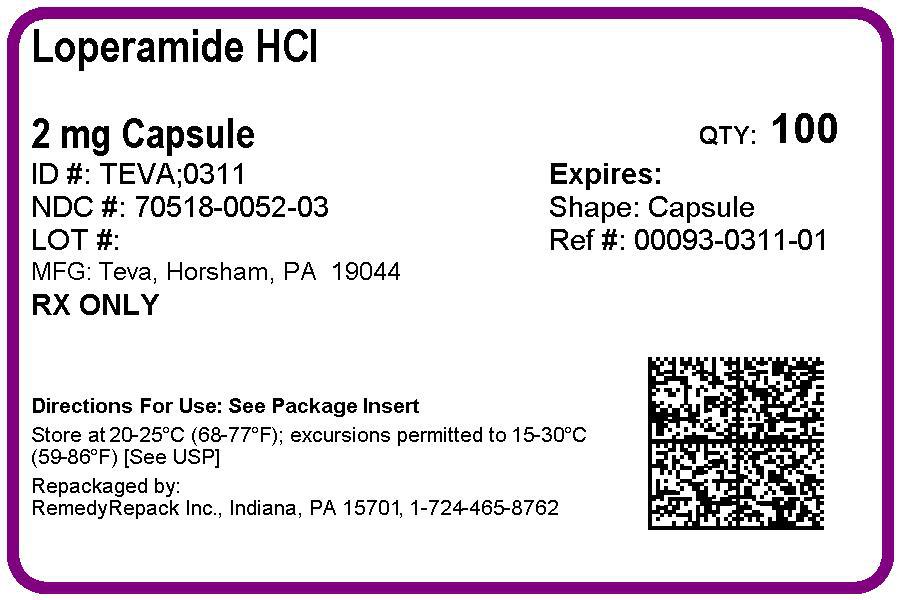 Loperamide HCl
2 mg Capsule
QTY: 100
ID #: TEVA;0311
Expires:
NDC #: 70518-0052-03
Shape: Capsule
LOT #:
Ref #: 00093-0311-01
MFG: Teva, Horsham, PA  19044
RX ONLY
Directions For Use: See Package Insert
Store at 20-25°C (68-77°F); excursions permitted to 15-30°C
(59-86°F) [See USP]
Repackaged by:
RemedyRepack Inc., Indiana, PA 15701, 1-724-465-8762